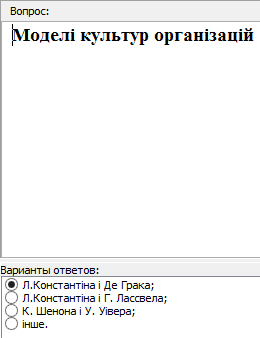 Вопрос:
Моделі культур організацій
Варианты ответов:
Л.Константіна і Де Грака;
Л.Константіна і Г. Лассвела;
К. Шенона і У. Уівера;
інше.